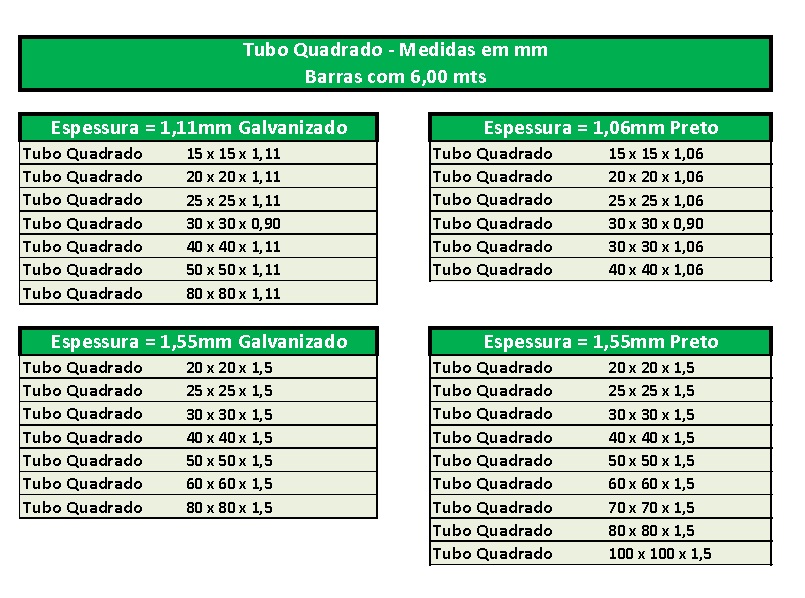 Tubo Quadrado - Medidas em mm
Barras com 6,00 mts
Espessura = 1,11mm Galvanizado
Tubo Quadrado 15 x 15 x 1,11
Tubo Quadrado 20 x 20 x 1,11
Tubo Quadrado 25 x 25 x 1,11
Tubo Quadrado 30 x 30 x 0,90
Tubo Quadrado 40 x 40 x 1,11
Tubo Quadrado 50 x 50 x 1,11
Tubo Quadrado 80 x 80 x 1,11
Espessura = 1,06mm Preto
Tubo Quadrado 15 x 15 x 1,06
Tubo Quadrado 20 x 20 x 1,06
Tubo Quadrado 25 x 25 x 1,06
Tubo Quadrado 30 x 30 x 0,90
Tubo Quadrado 30 x 30 x 1,06
Tubo Quadrado 40 x 40 x 1,06
Espessura = 1,55mm Galvanizado
Tubo Quadrado 20 x 20 x 1,5
Tubo Quadrado 25 x 25 x 1,5
Tubo Quadrado 30 x 30 x 1,5
Tubo Quadrado 40 x 40 x 1,5
Tubo Quadrado 50 x 50 x 1,5
Tubo Quadrado 60 x 60 x 1,5
Tubo Quadrado 80 x 80 x 1,5
Espessura = 1,55mm Preto
Tubo Quadrado 20 x 20 x 1,5
Tubo Quadrado 25 x 25 x 1,5
Tubo Quadrado 30 x 30 x 1,5
Tubo Quadrado 40 x 40 x 1,5
Tubo Quadrado 50 x 50 x 1,5
Tubo Quadrado 60 x 60 x 1,5
Tubo Quadrado 70 x 70 x 1,5
Tubo Quadrado 80 x 80 x 1,5
Tubo Quadrado 100 x 100 x 1,5